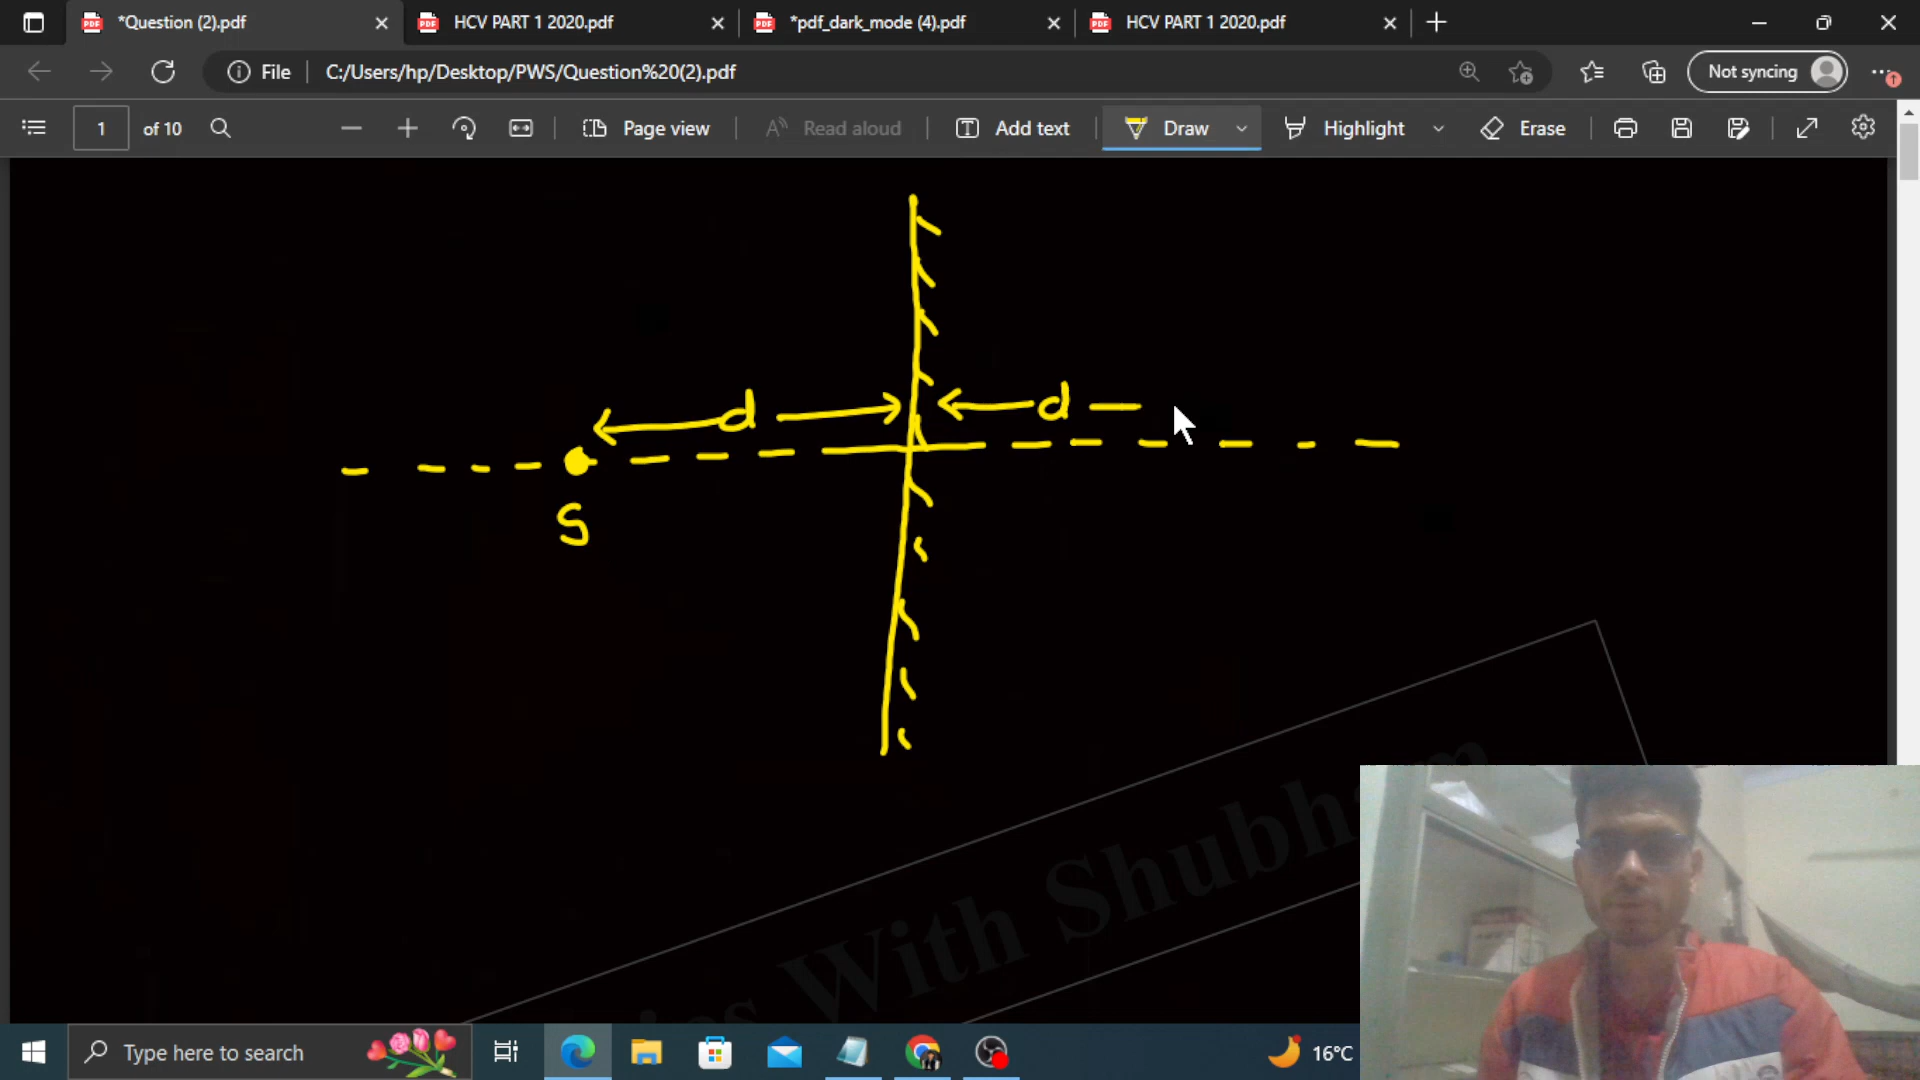 *Question (2).pdf
HCV PART 1 2020.pdf
*pdf_dark_mode (4).pdf
HCV PART 1 2020.pdf
File
C:/Users/hp/Desktop/PWS/Question%20(2).pdf
Not syncing
1 of 10
Page view
Read aloud
Add text
Draw
Highlight
Erase
d
d
S
With Shubham
Type here to search
16°C